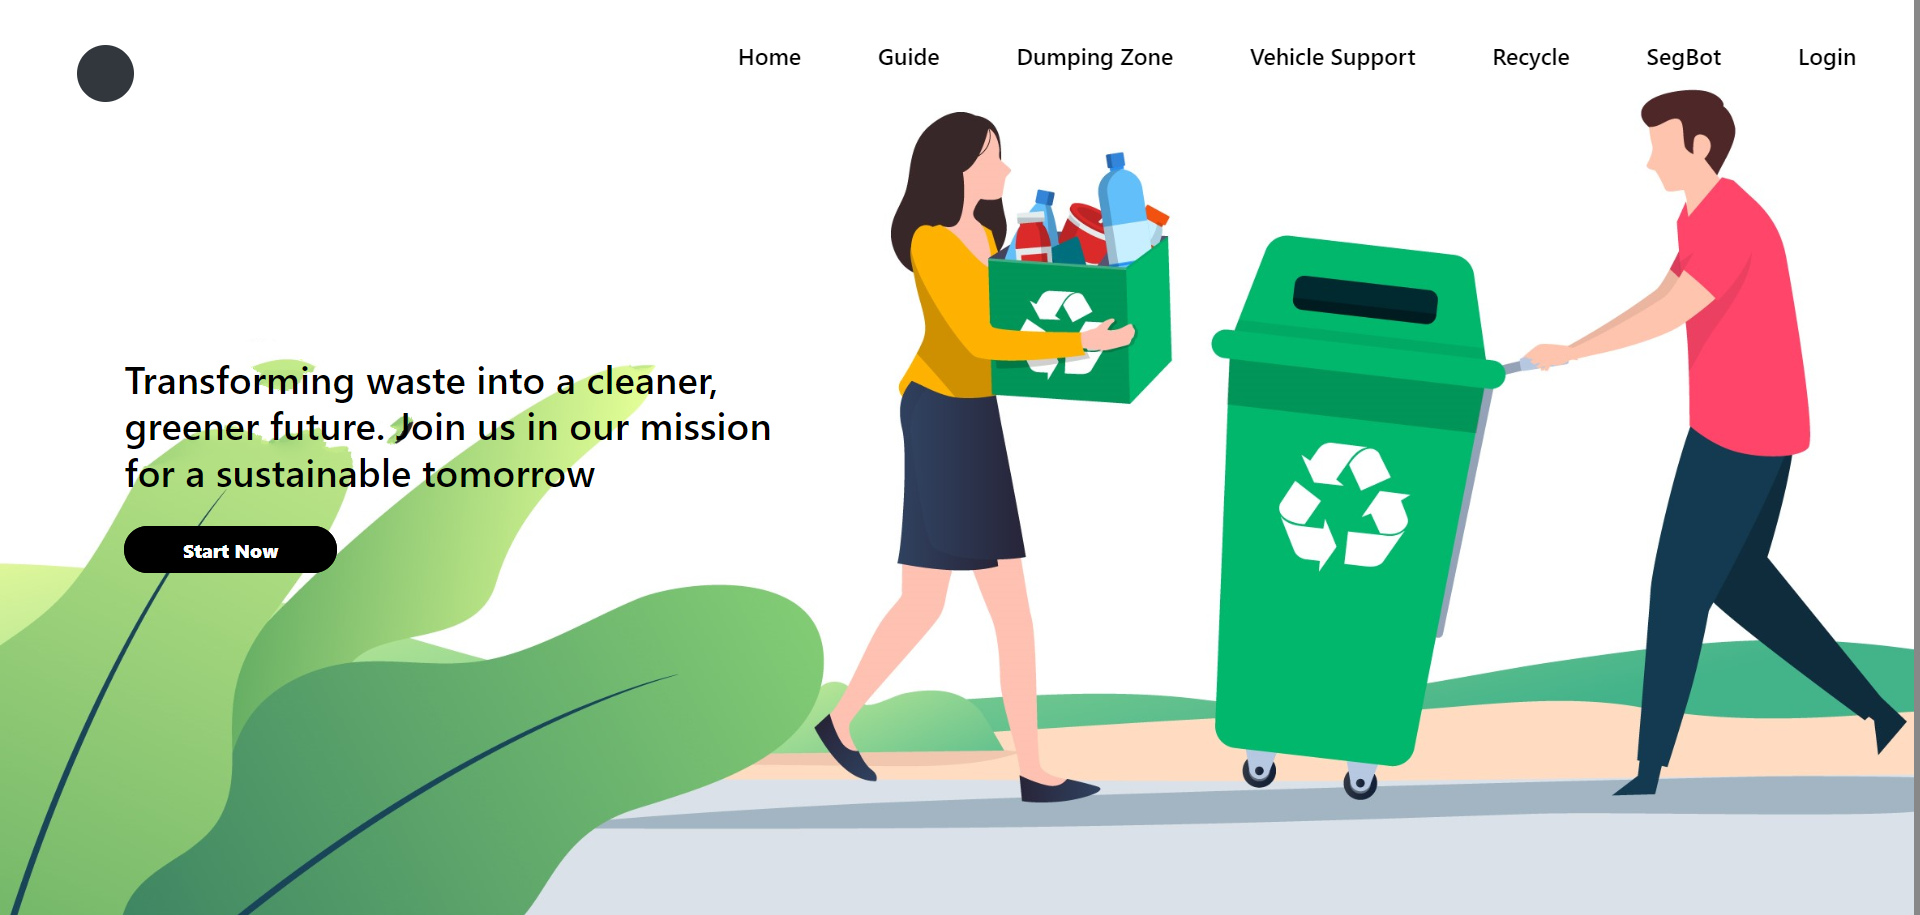 Home Guide Dumping Zone Vehicle Support Recycle SegBot Login
Transforming waste into a cleaner,
greener future. Join us in our mission
for a sustainable tomorrow
Start Now